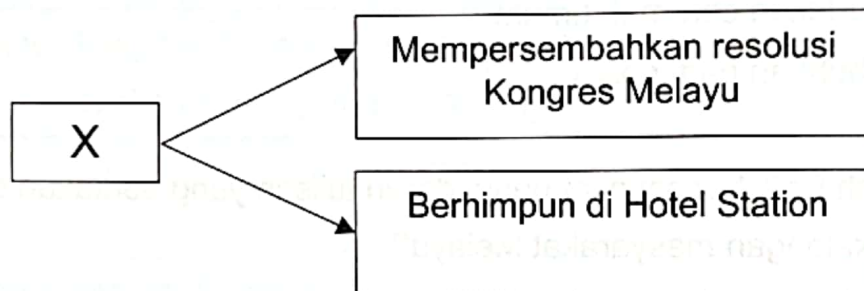 Mempersembahkan resolusi
Kongres Melayu
X
Berhimpun di Hotel Station